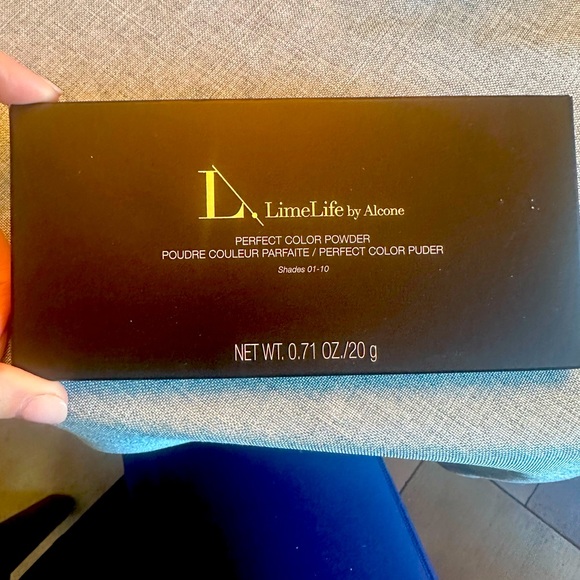 L
LimeLife by Alcone
PERFECT COLOR POWDER
POUDRE COULEUR PARFAITE / PERFECT COLOR PUDER
Shades 01-10
NET WT. 0.71 OZ./20 g